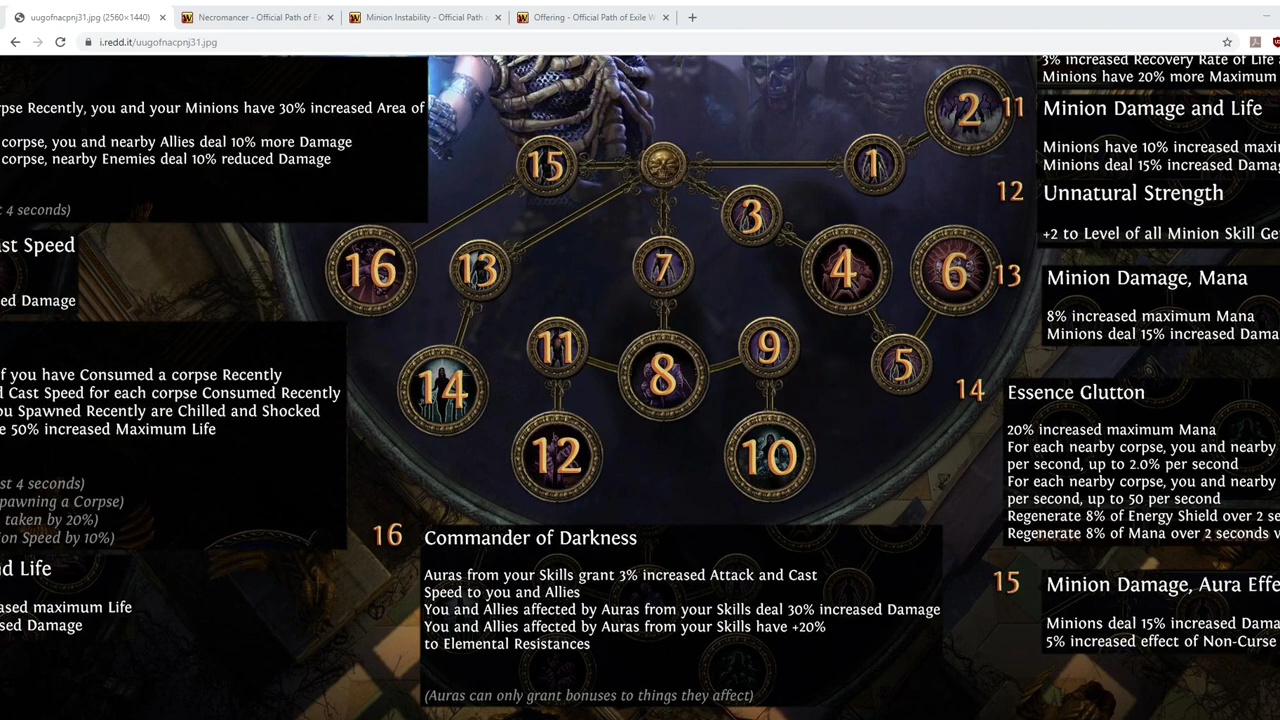 uugofnacpnj31.jpg (2560×1440)
Necromancer - Official Path of E
Minion Instability - Official Path
Offering - Official Path of Exile W
i.redd.it/uugofnacpnj31.jpg
rpse Recently, you and your Minions have 30% increased Area of
corpse, you and nearby Allies deal 10% more Damage
corpse, nearby Enemies deal 10% reduced Damage
t 4 seconds)
ast Speed
ed Damage
if you have Consumed a corpse Recently
d Cast Speed for each corpse Consumed Recently
ou Spawned Recently are Chilled and Shocked
e 50% increased Maximum Life
st 4 seconds)
pawning a Corpse)
taken by 20%)
ion Speed by 10%)
nd Life
ased maximum Life
sed Damage
15
16
13
7
3
1
2
4
6
5
11
8
9
14
12
10
16
Commander of Darkness
Auras from your Skills grant 3% increased Attack and Cast
Speed to you and Allies
You and Allies affected by Auras from your Skills deal 30% increased Damage
You and Allies affected by Auras from your Skills have +20%
to Elemental Resistances
(Auras can only grant bonuses to things they affect)
3% increased Recovery Rate of Life
Minions have 20% more Maximum
11
Minion Damage and Life
Minions have 10% increased maxi
Minions deal 15% increased Dama
12
Unnatural Strength
+2 to Level of all Minion Skill Ge
13
Minion Damage, Mana
8% increased maximum Mana
Minions deal 15% increased Dama
14
Essence Glutton
20% increased maximum Mana
For each nearby corpse, you and nearby
per second, up to 2.0% per second
For each nearby corpse, you and nearby
per second, up to 50 per second
Regenerate 8% of Energy Shield over 2 se
Regenerate 8% of Mana over 2 seconds
15
Minion Damage, Aura Effe
Minions deal 15% increased Dama
5% increased effect of Non-Curse